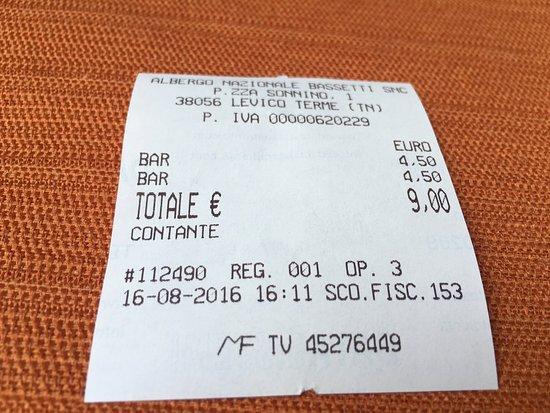 ALBERGO NAZIONALE BASSETTI SNC
P.ZZA SONNINO, 1
38056 LEVICO TERME (TN)
P. IVA 00000620229
EURO
BAR 4,50
BAR 4,50
TOTALE € 9,00
CONTANTE
#112490 REG. 001 OP. 3
16-08-2016 16:11 SCO.FISC.153
MF TV 45276449